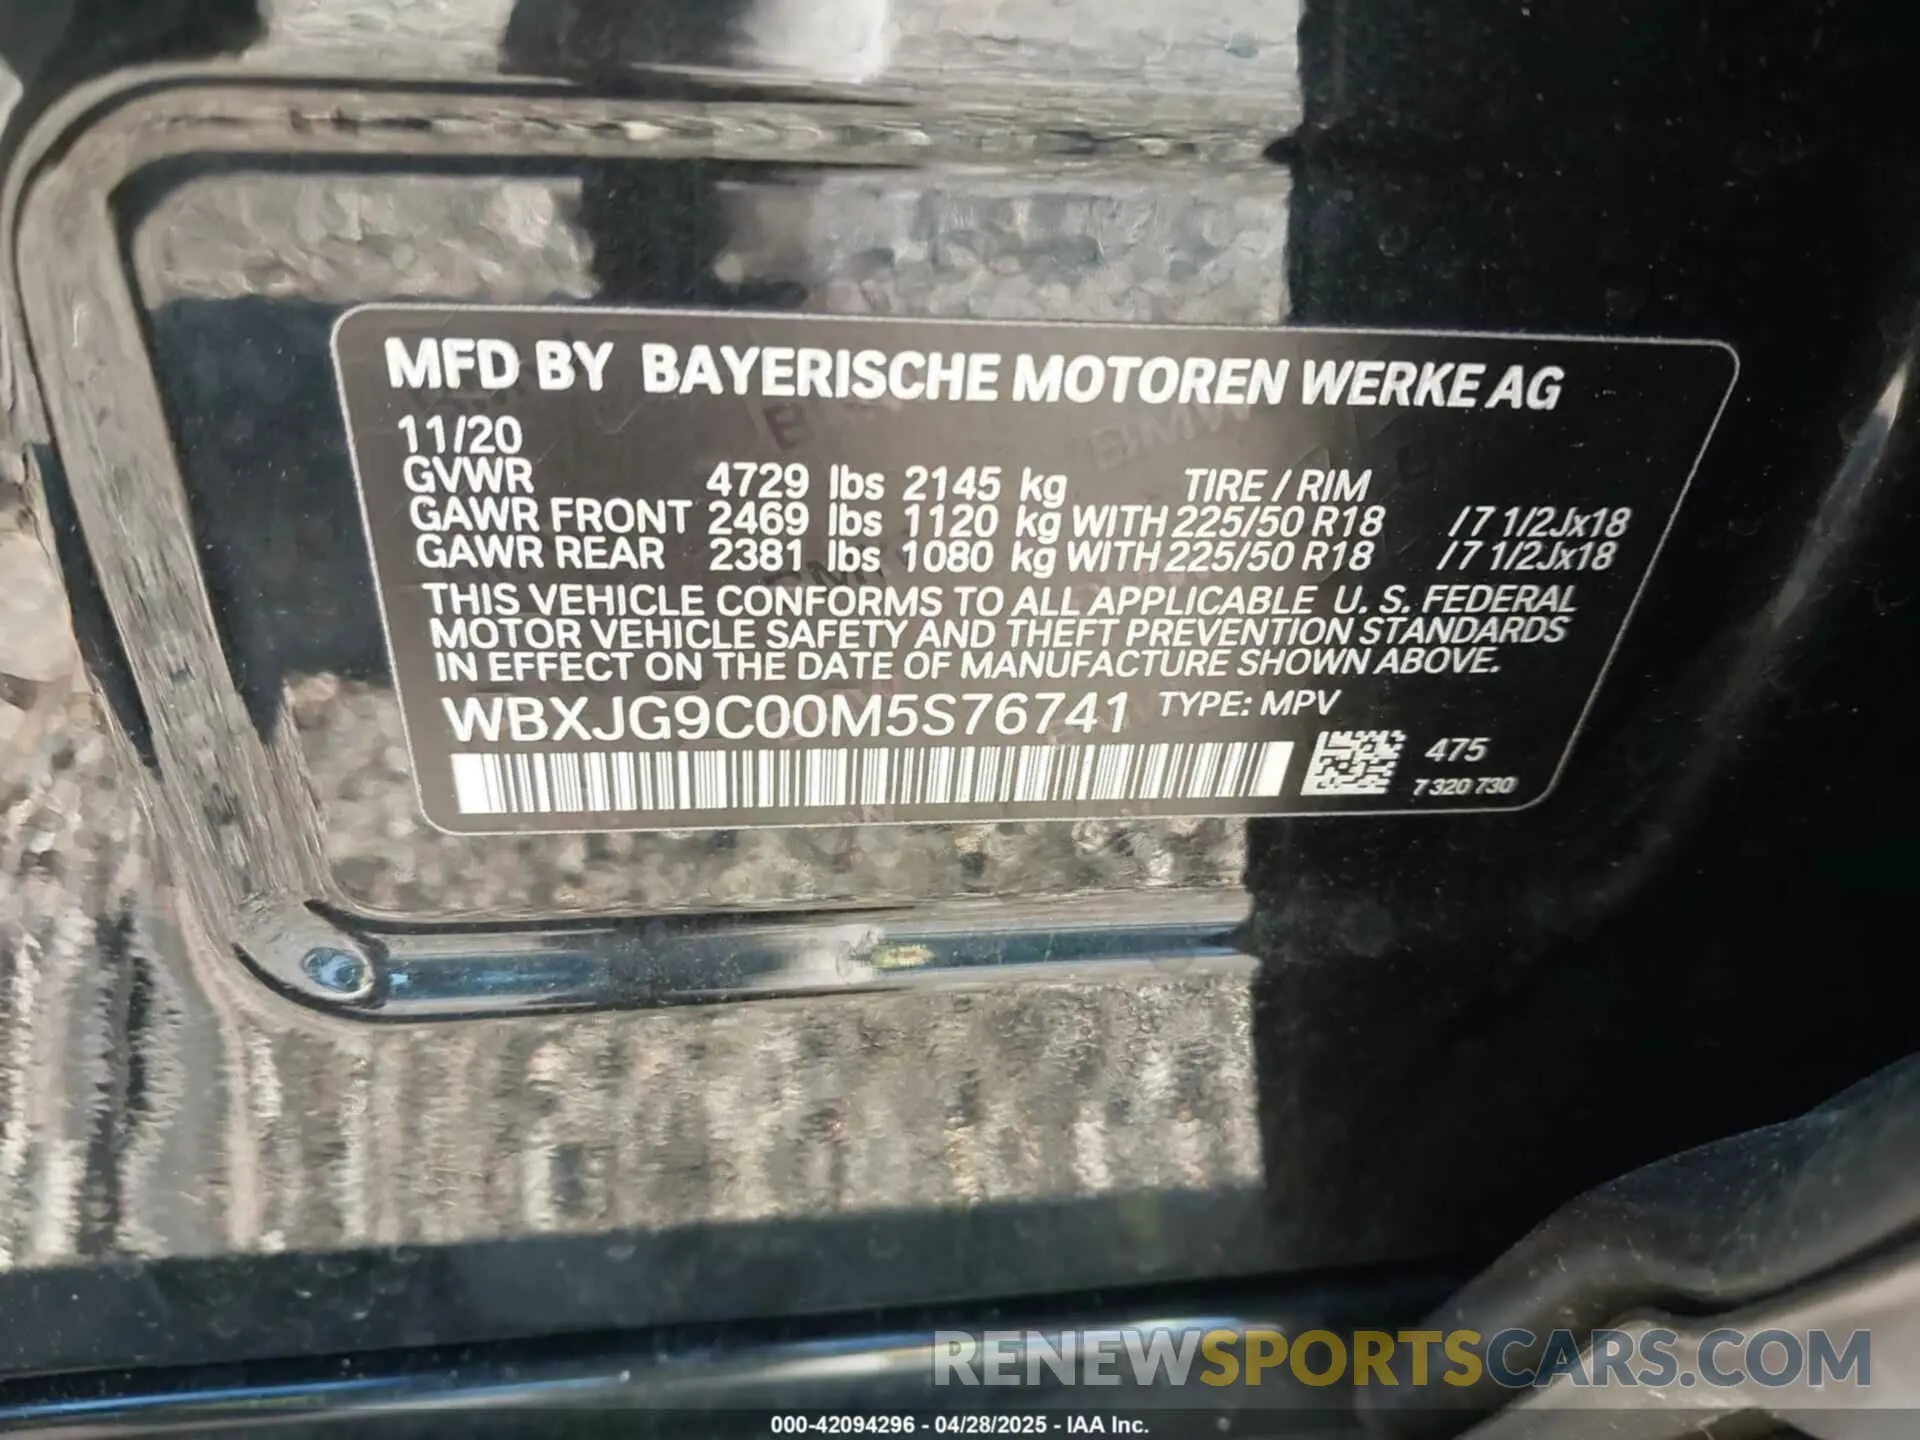 MFD BY BAYERISCHE MOTOREN WERKE AG
11/20
GVWR 4729 lbs 2145 kg TIRE / RIM
GAWR FRONT 2469 lbs 1120 kg WITH 225/50 R18 /7 1/2Jx18
GAWR REAR 2381 lbs 1080 kg WITH 225/50 R18 /7 1/2Jx18
THIS VEHICLE CONFORMS TO ALL APPLICABLE U. S. FEDERAL
MOTOR VEHICLE SAFETY AND THEFT PREVENTION STANDARDS
IN EFFECT ON THE DATE OF MANUFACTURE SHOWN ABOVE.
WBXJG9C00M5S76741 TYPE: MPV
475
7 320 730
RENEWSPORTSCARS.COM
000-42094296 - 04/28/2025 - IAA Inc.